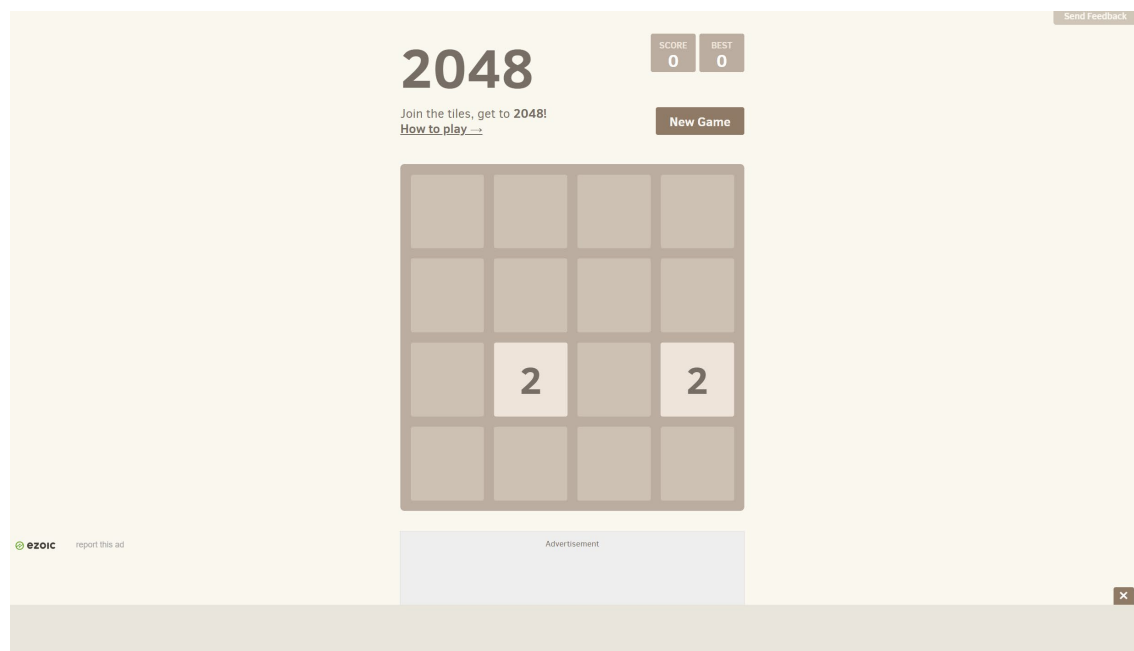 Send Feedback
2048
SCORE
0
BEST
0
Join the tiles, get to 2048!
How to play →
New Game
2
2
ezoic
report this ad
Advertisement
✕